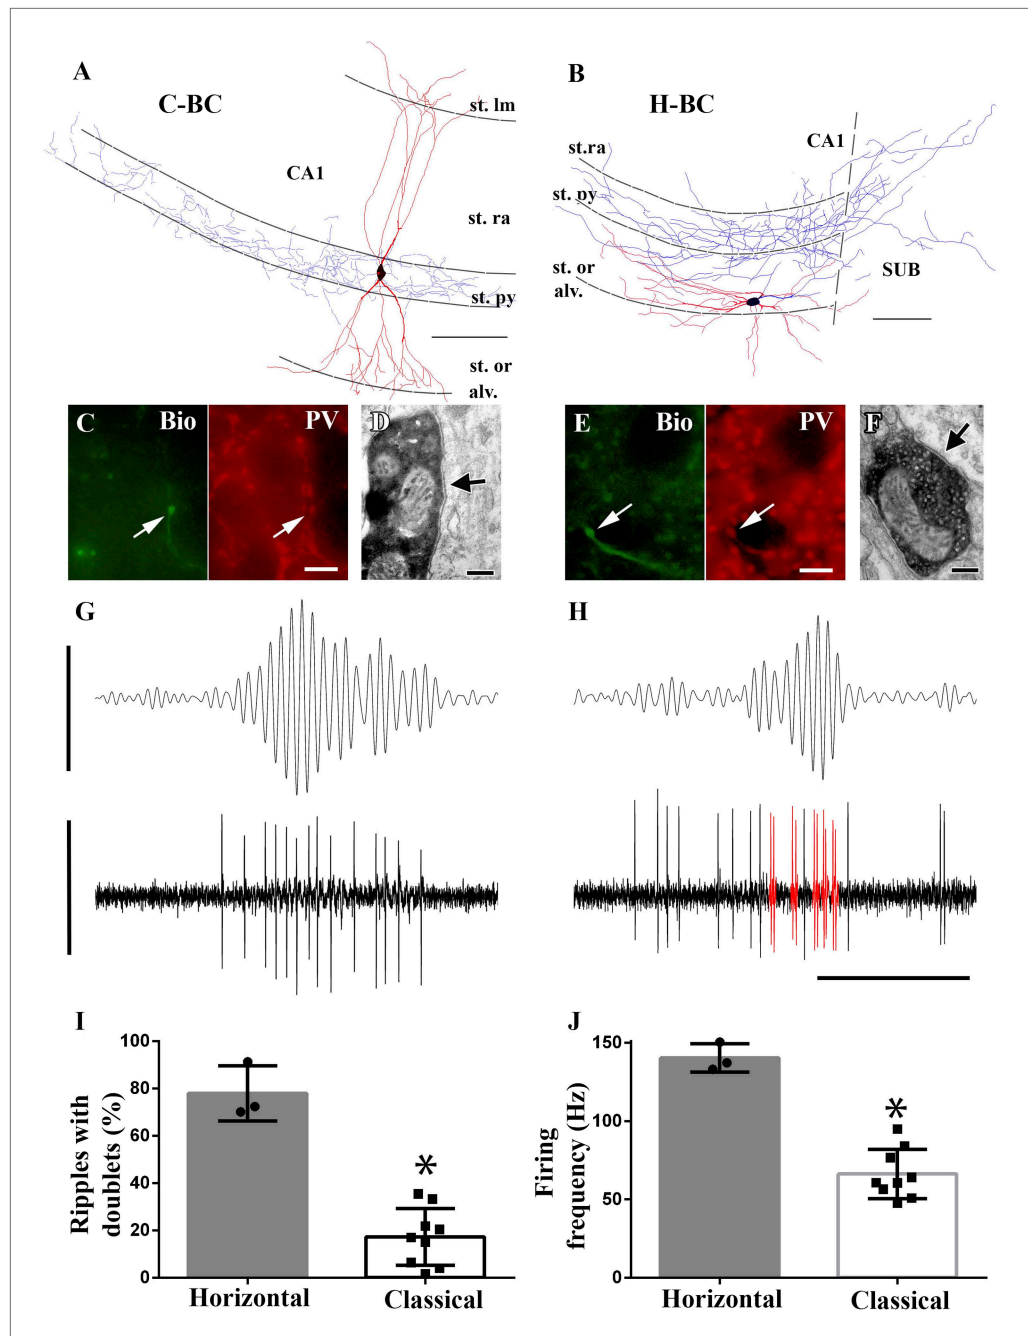 A
C-BC
st. lm
CA1
st. ra
st. py
st. or
alv.
B
H-BC
CA1
st.ra
st. py
SUB
st. or
alv.
C
Bio
PV
D
E
Bio
PV
F
G
H
I
Ripples with
doublets (%)
100
80
60
40
20
0
*
Horizontal
Classical
J
Firing
frequency (Hz)
150
100
50
0
*
Horizontal
Classical